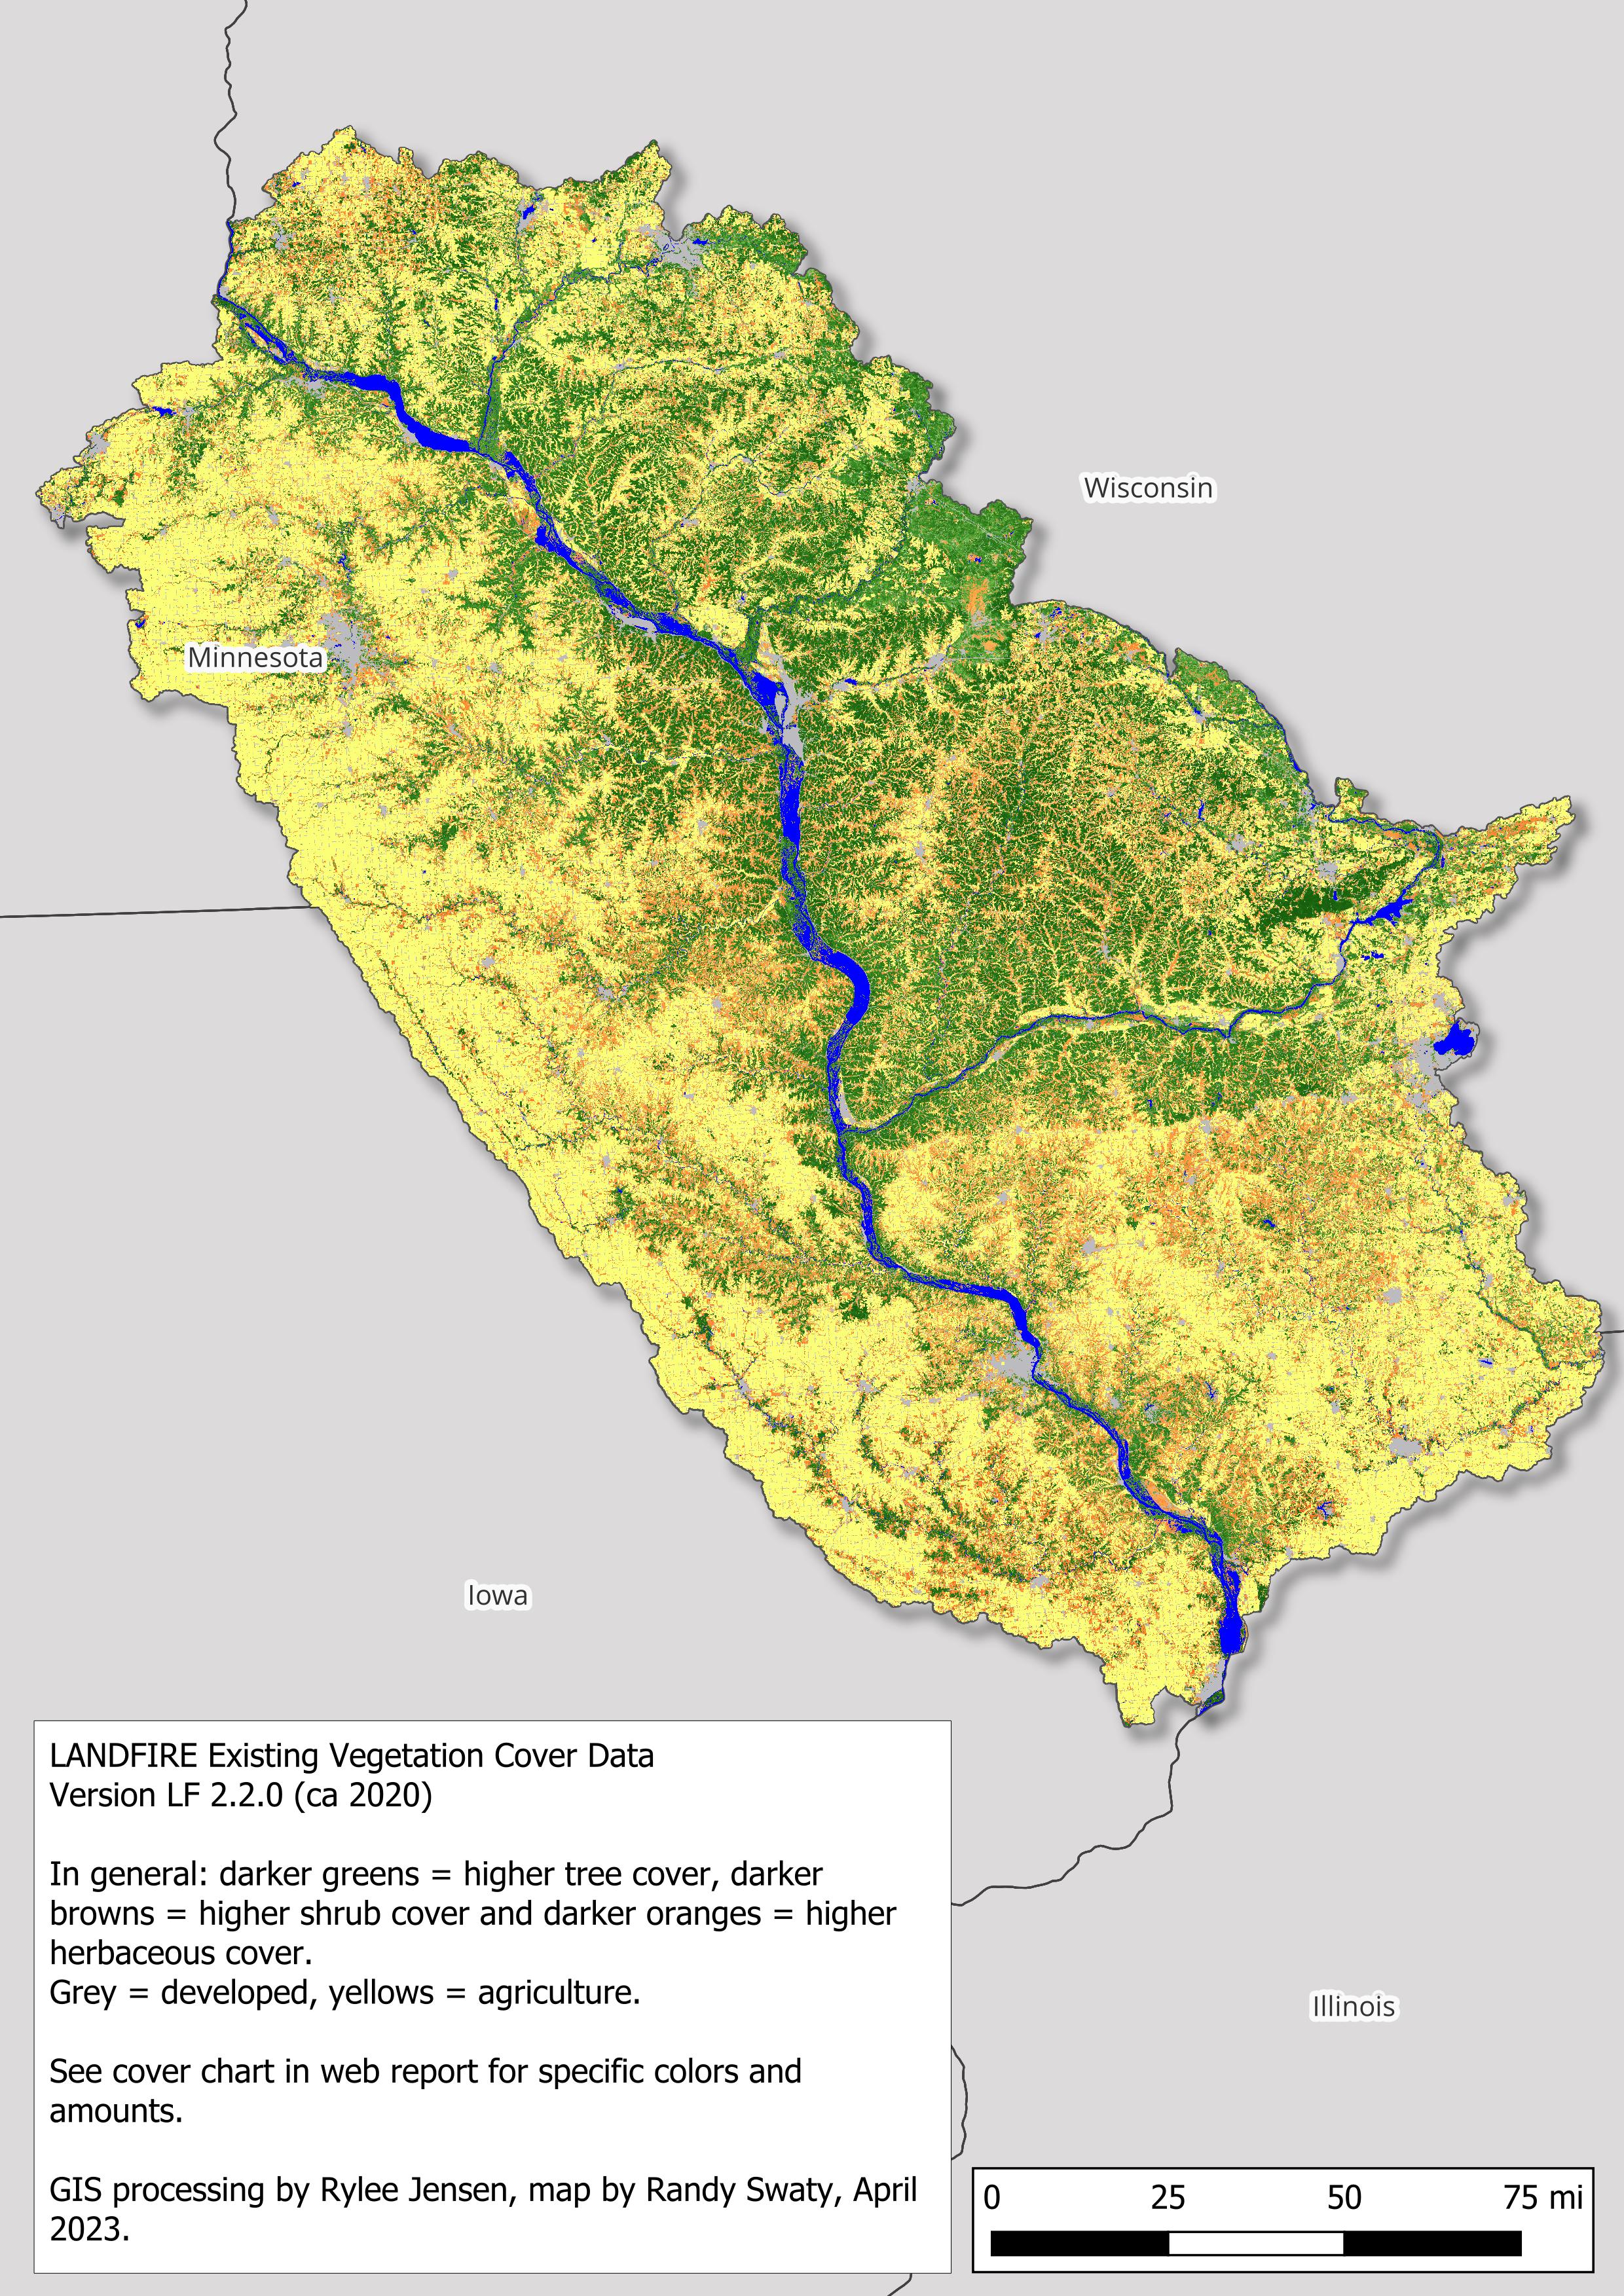 Wisconsin
Minnesota
Iowa
Illinois
LANDFIRE Existing Vegetation Cover Data
Version LF 2.2.0 (ca 2020)
In general: darker greens = higher tree cover, darker
browns = higher shrub cover and darker oranges = higher
herbaceous cover.
Grey = developed, yellows = agriculture.
See cover chart in web report for specific colors and
amounts.
GIS processing by Rylee Jensen, map by Randy Swaty, April
2023.
0 25 50 75 mi